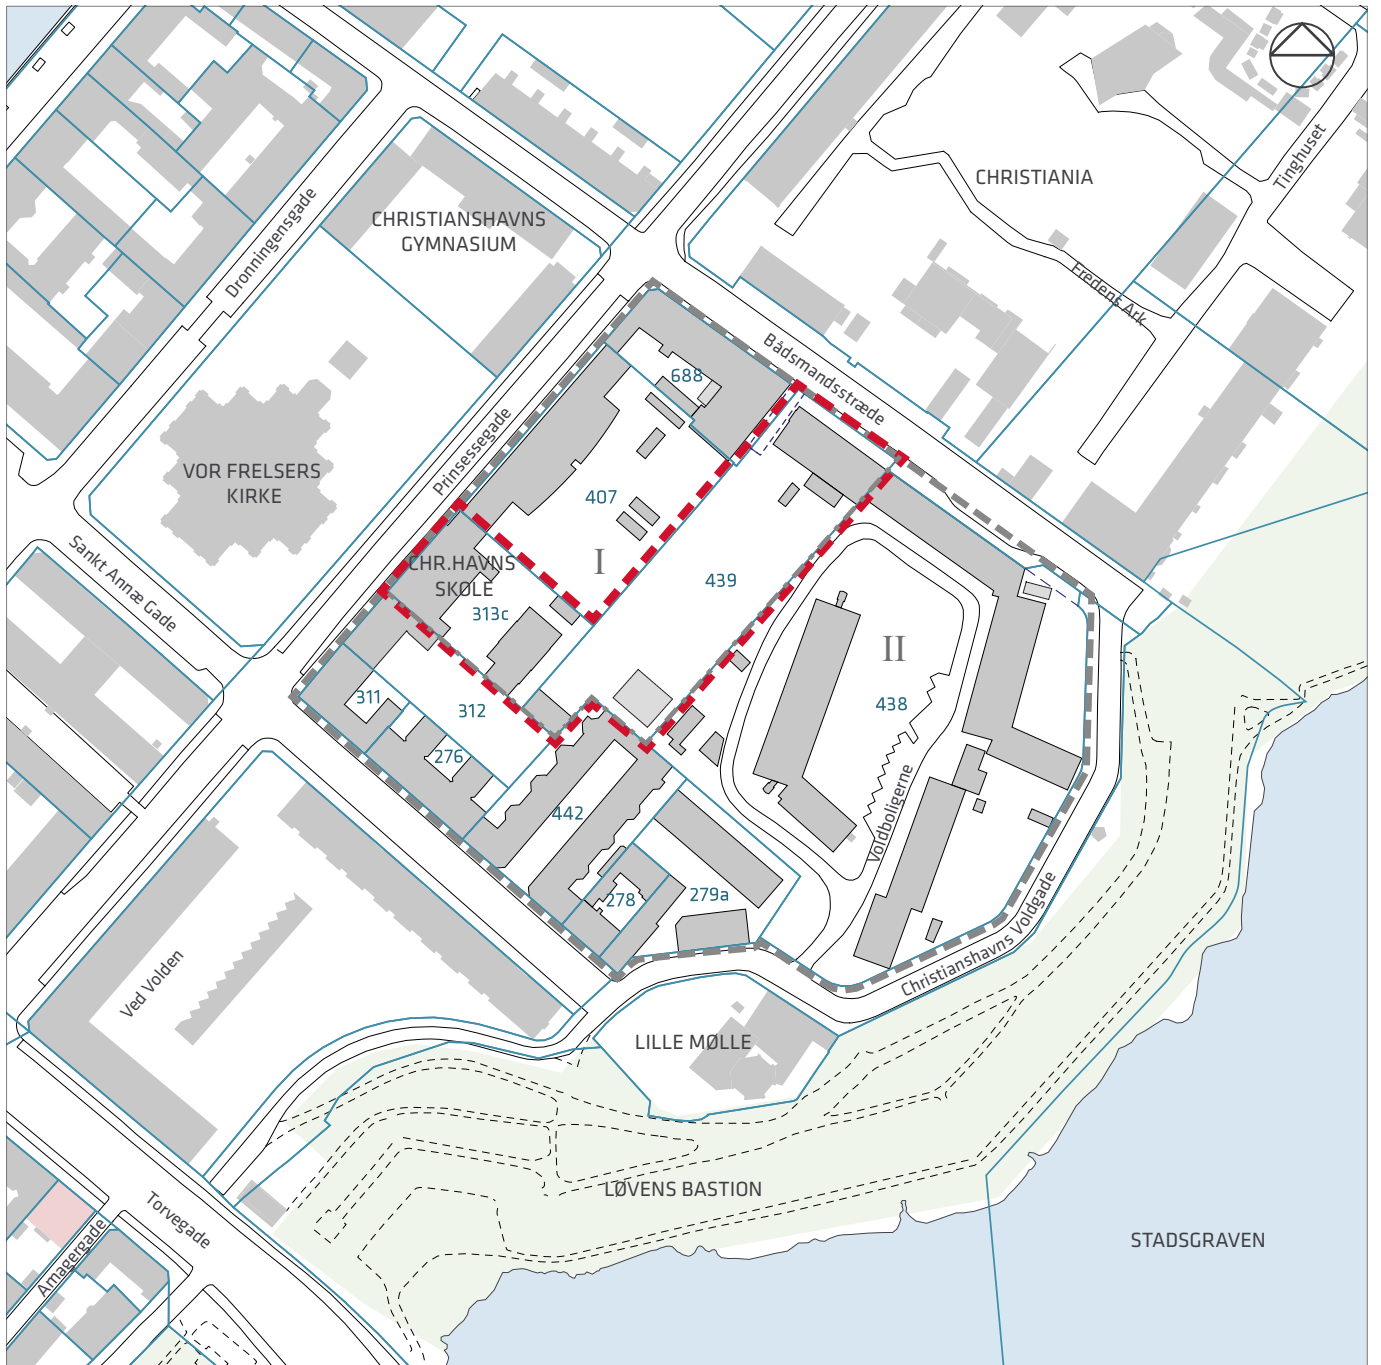 CHRISTIANIA
Tinghuset
CHRISTIANSHAVNS
GYMNASIUM
Dronningensgade
Fredens Ark
Bådsmandsstræde
688
Prinsessegade
VOR FRELSERS
KIRKE
407
I
CHR.HAVNS
SKOLE
439
313c
Sankt Annæ Gade
II
438
311
312
276
442
Voldboligerne
278
279a
Christianshavns Voldgade
Ved Volden
LILLE MØLLE
LØVENS BASTION
Torvegade
Amagergade
STADSGRAVEN